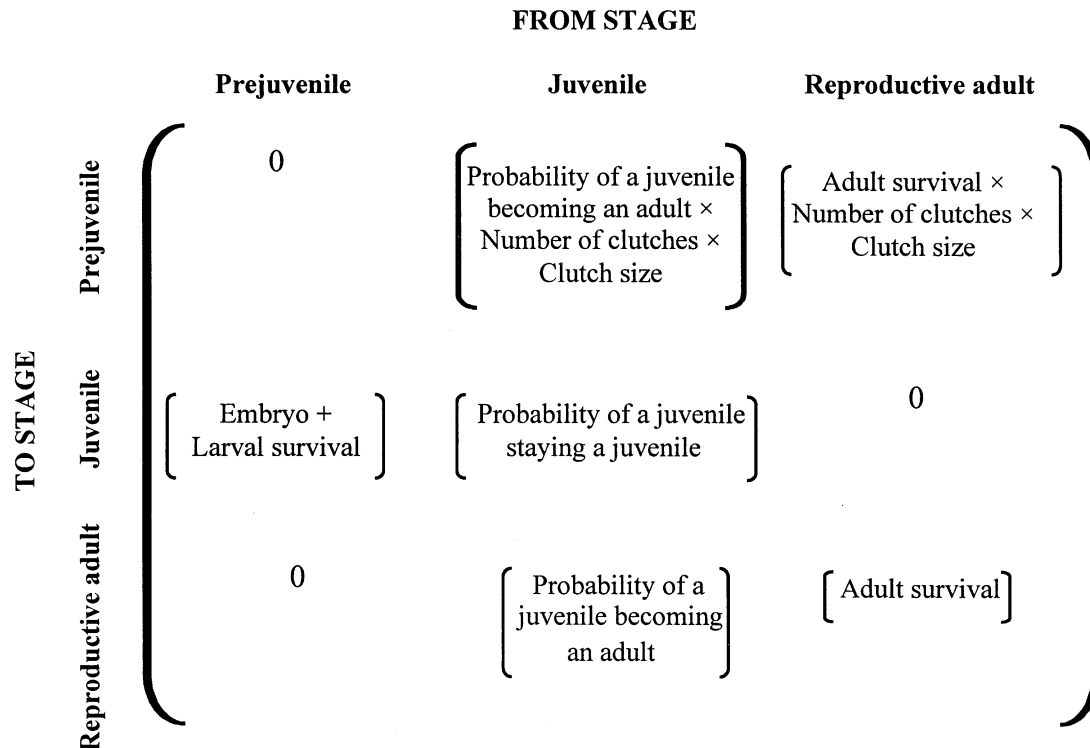 FROM STAGE
Prejuvenile Juvenile Reproductive adult
TO STAGE
Prejuvenile
0
Probability of a juvenile
becoming an adult ×
Number of clutches ×
Clutch size
Adult survival ×
Number of clutches ×
Clutch size
Juvenile
Embryo +
Larval survival
Probability of a juvenile
staying a juvenile
0
Reproductive adult
0
Probability of a
juvenile becoming
an adult
Adult survival